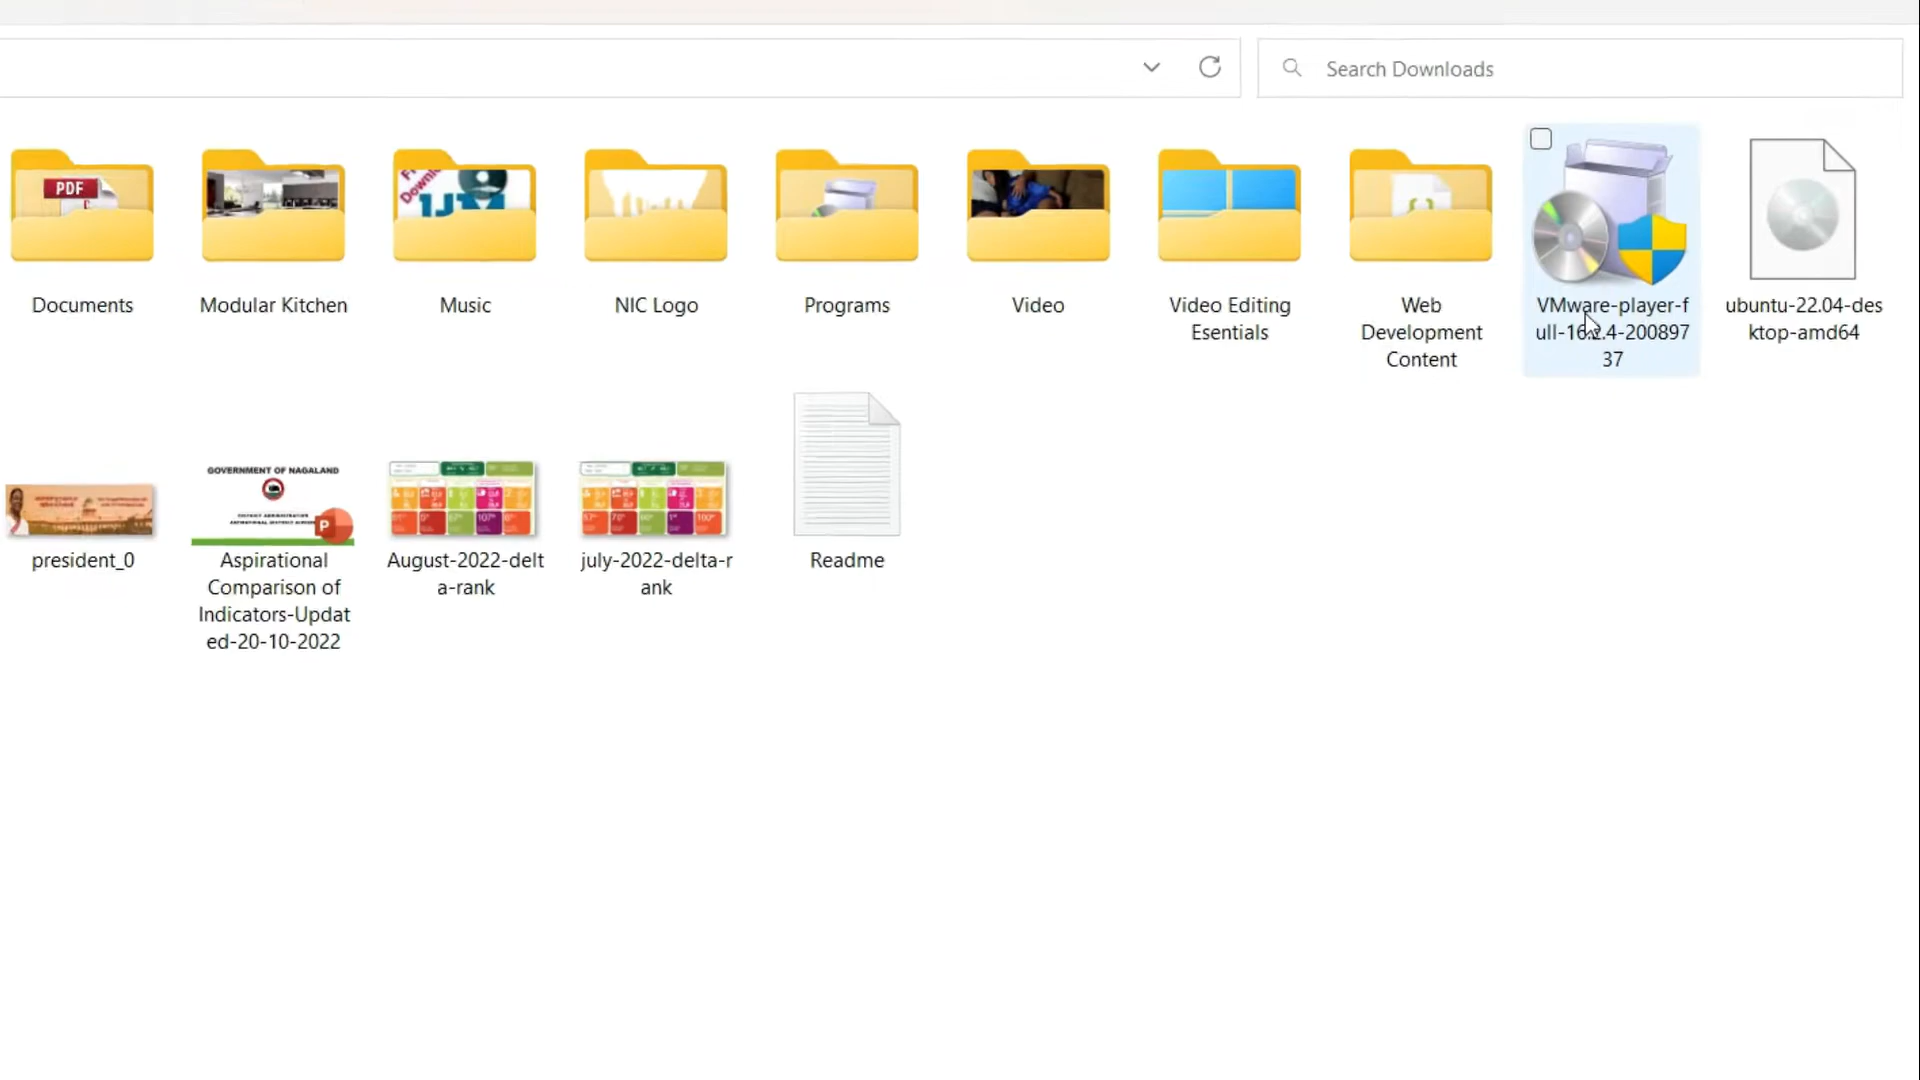 Search Downloads
PDF
Documents
Modular Kitchen
Music
NIC Logo
Programs
Video
Video Editing
Esentials
Web
Development
Content
VMware-player-f
ull-16.2.4-200897
37
ubuntu-22.04-des
ktop-amd64
president_0
GOVERNMENT OF NAGALAND
P
Aspirational
Comparison of
Indicators-Updat
ed-20-10-2022
August-2022-delt
a-rank
july-2022-delta-r
ank
Readme